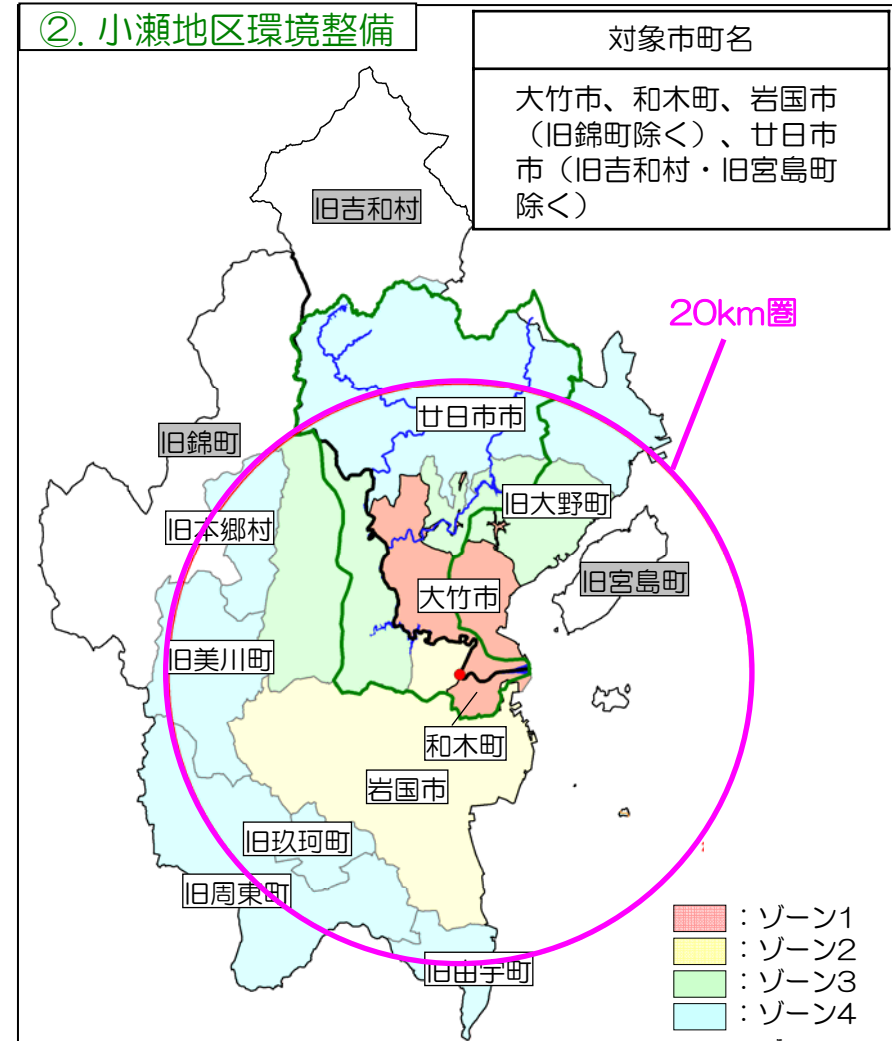 ②. 小瀬地区環境整備
対象市町名
大竹市、和木町、岩国市
（旧錦町除く）、廿日市
市（旧吉和村・旧宮島町
除く）
旧吉和村
20km圏
廿日市市
旧錦町
旧大野町
旧本郷村
旧宮島町
大竹市
旧美川町
和木町
岩国市
旧玖珂町
旧周東町
旧由宇町
：ゾーン1
：ゾーン2
：ゾーン3
：ゾーン4